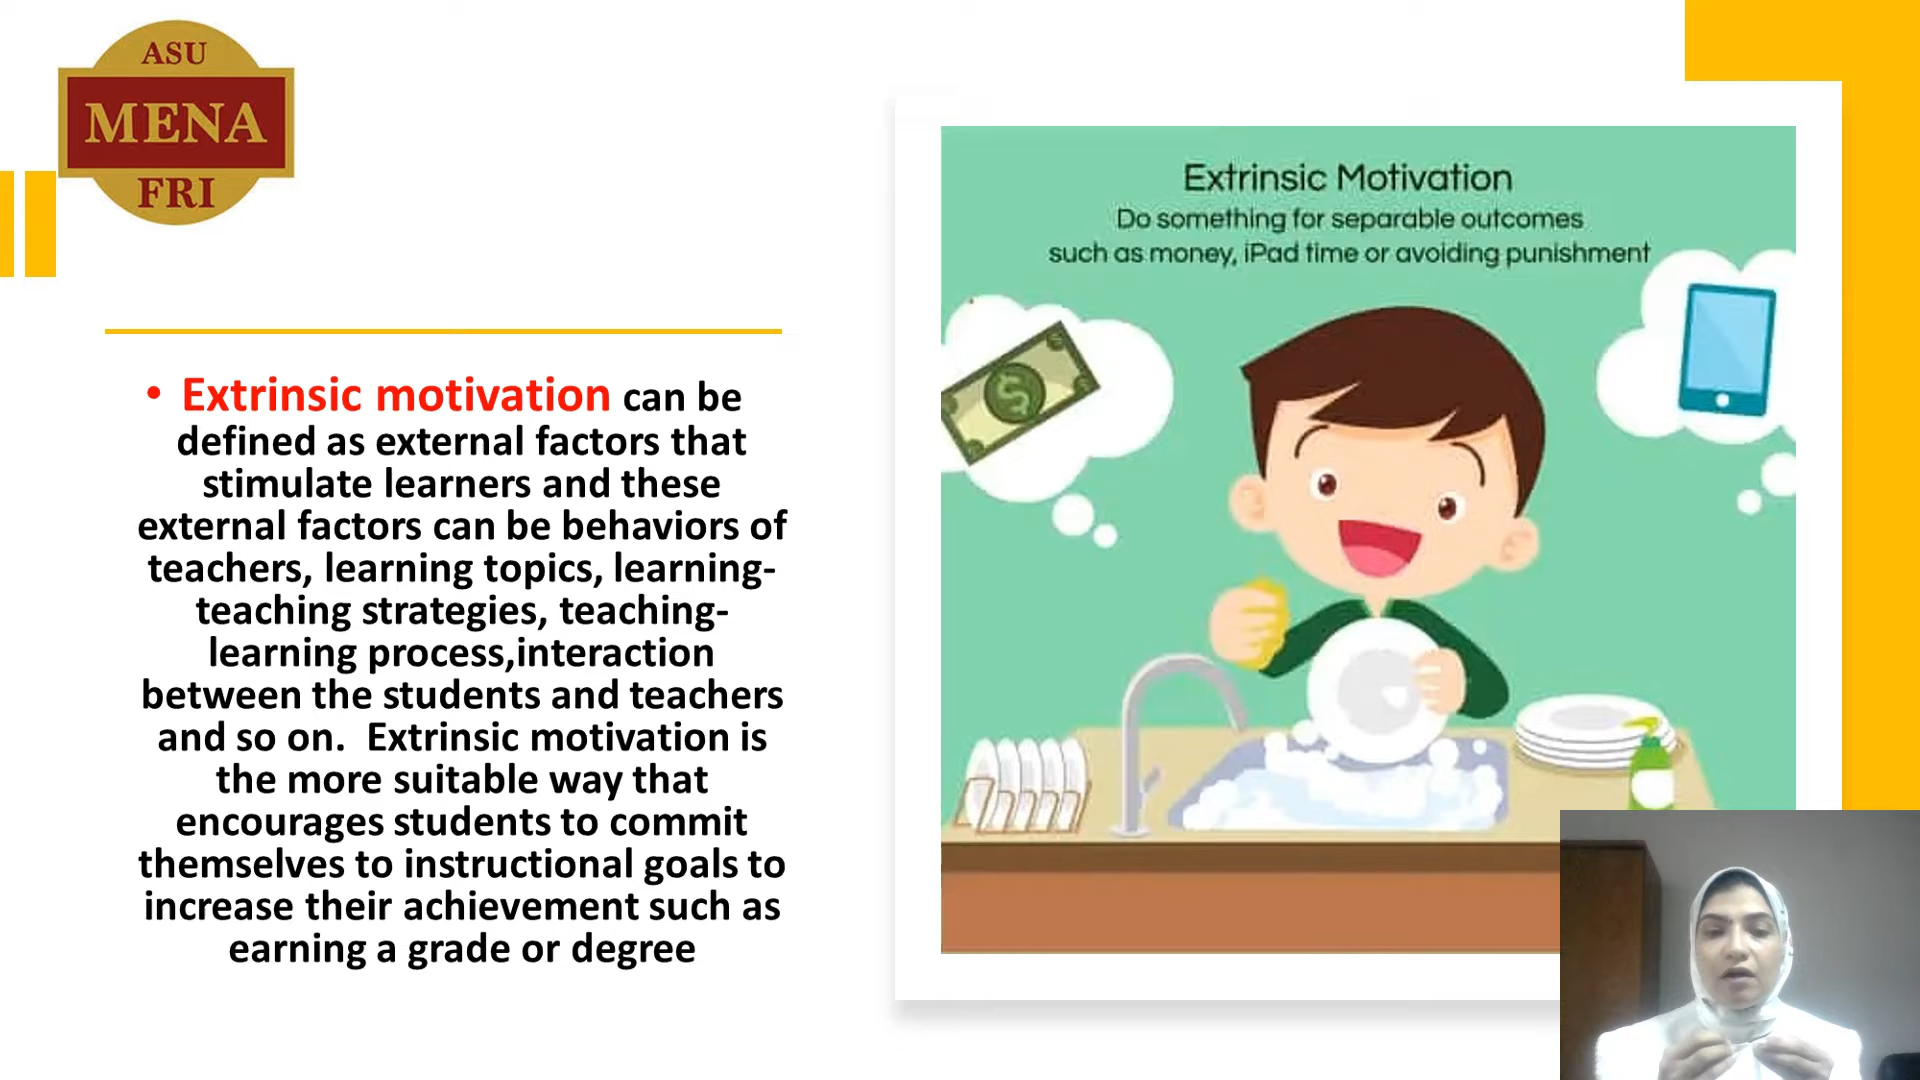 ASU
MENA
FRI
• Extrinsic motivation can be
defined as external factors that
stimulate learners and these
external factors can be behaviors of
teachers, learning topics, learning-
teaching strategies, teaching-
learning process,interaction
between the students and teachers
and so on.  Extrinsic motivation is
the more suitable way that
encourages students to commit
themselves to instructional goals to
increase their achievement such as
earning a grade or degree
Extrinsic Motivation
Do something for separable outcomes
such as money, iPad time or avoiding punishment
$